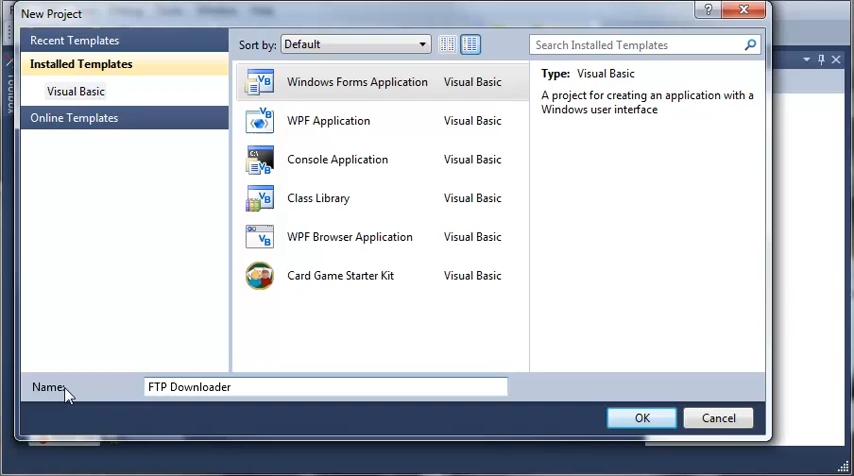 New Project
Recent Templates
Installed Templates
Visual Basic
Online Templates
Sort by: Default
Search Installed Templates
Windows Forms Application Visual Basic
WPF Application Visual Basic
Console Application Visual Basic
Class Library Visual Basic
WPF Browser Application Visual Basic
Card Game Starter Kit Visual Basic
Type: Visual Basic
A project for creating an application with a
Windows user interface
Name: FTP Downloader
OK Cancel